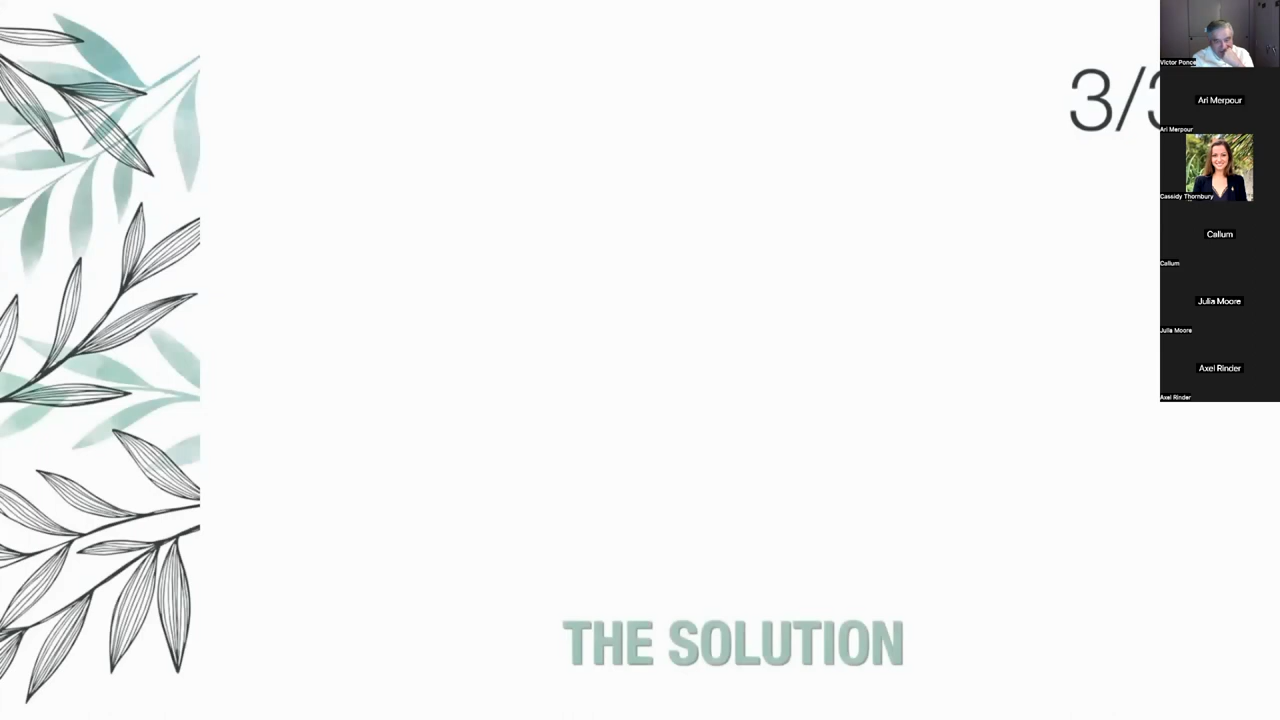 3/3
THE SOLUTION
Victor Ponce
Ari Merpour
Ari Merpour
Cassidy Thornbury
Callum
Callum
Julia Moore
Julia Moore
Axel Rinder
Axel Rinder